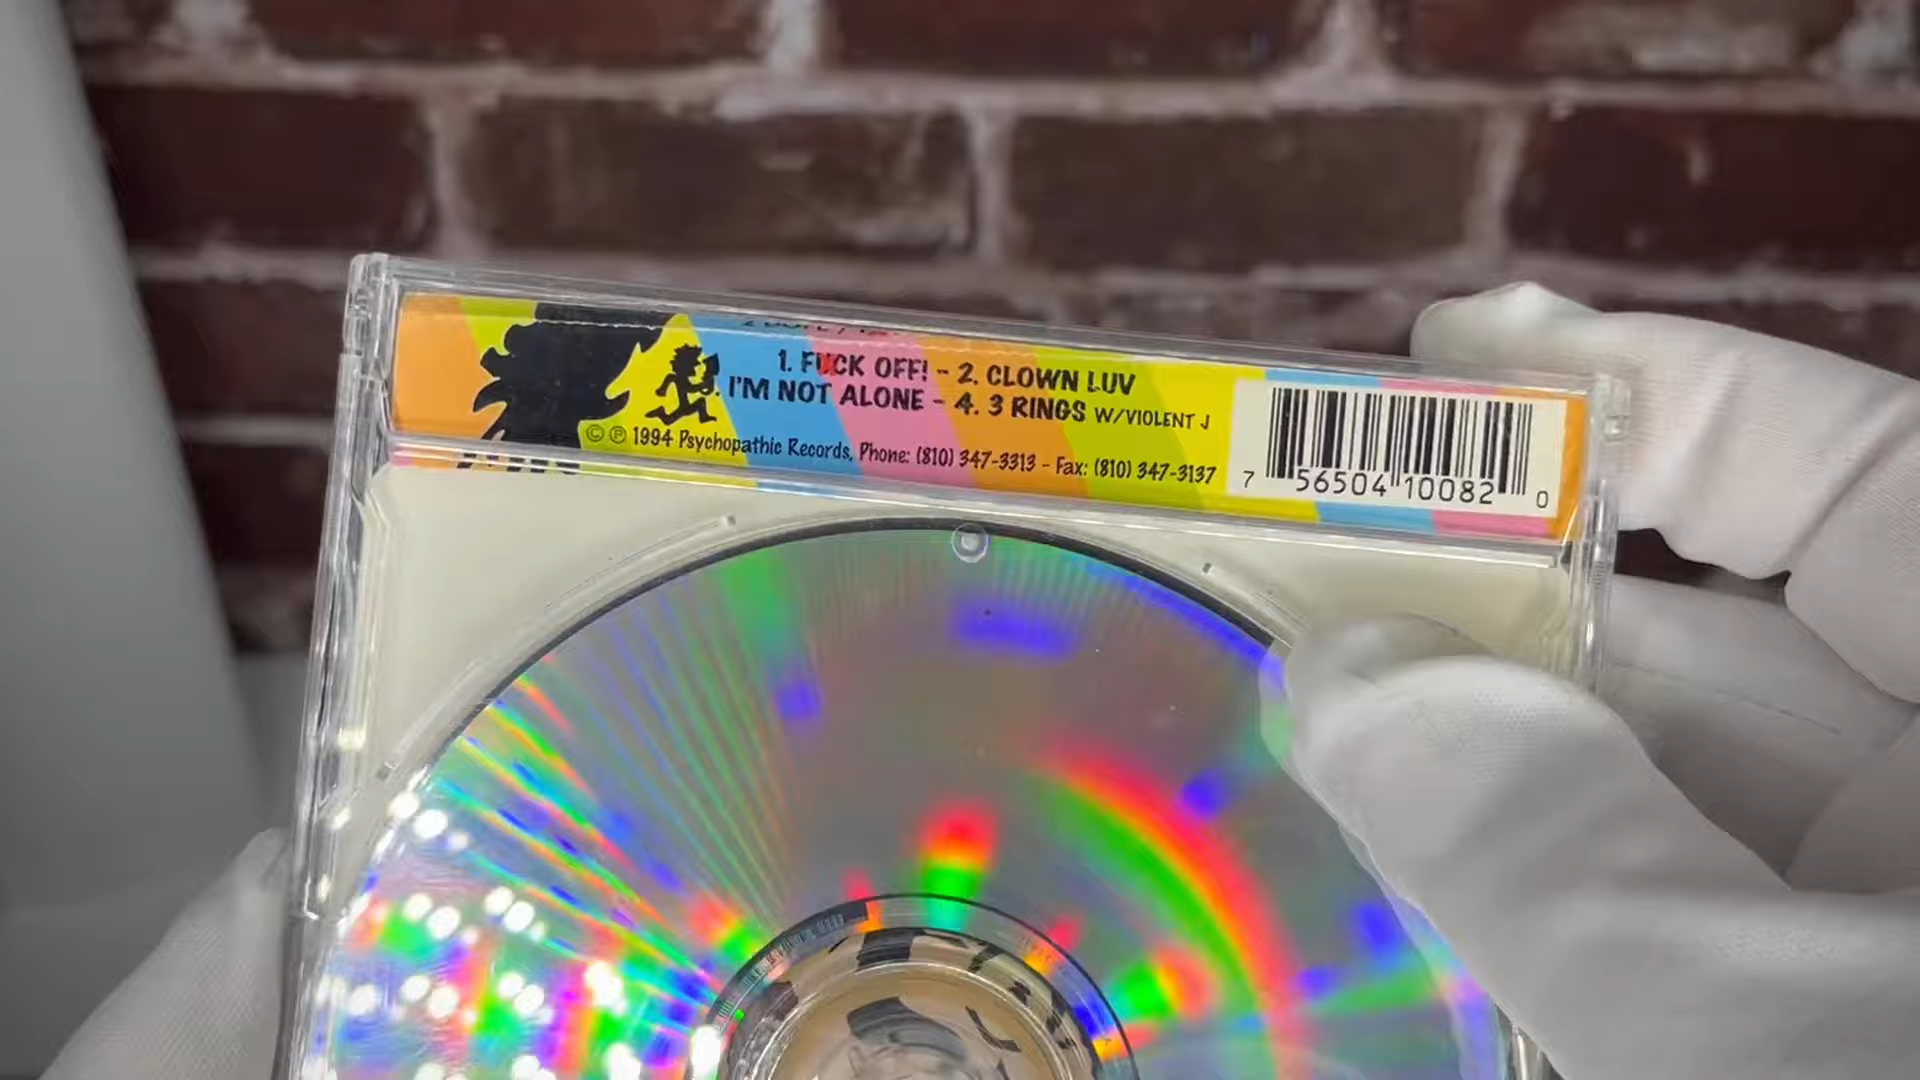 1. FUCK OFF! - 2. CLOWN LUV
. I'M NOT ALONE - 4. 3 RINGS W/VIOLENT J
© ℗ 1994 Psychopathic Records, Phone: (810) 347-3313 - Fax: (810) 347-3137
7 56504 10082 0